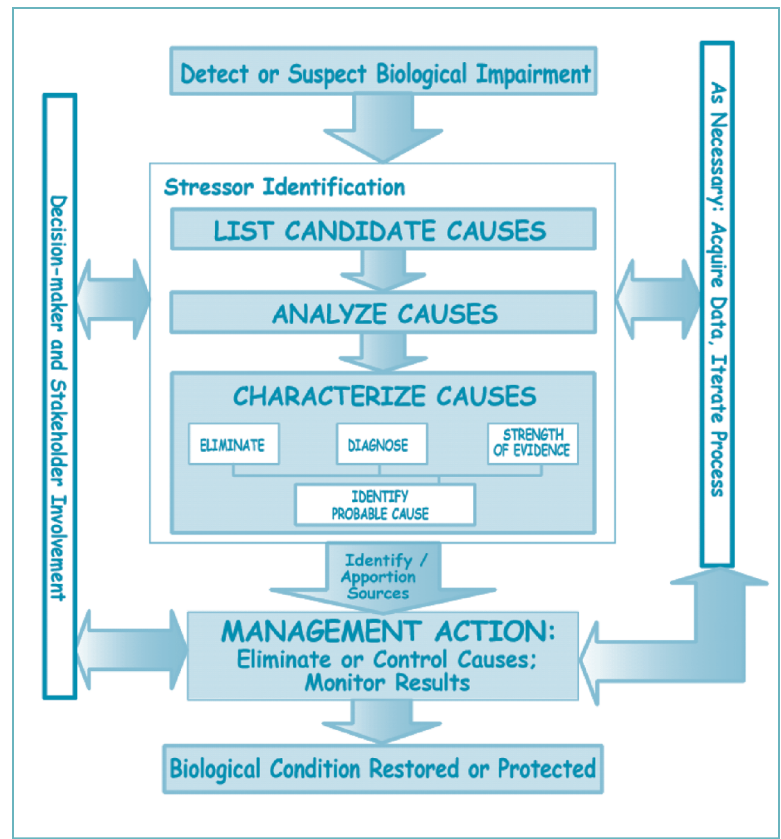 Detect or Suspect Biological Impairment
Stressor Identification
LIST CANDIDATE CAUSES
ANALYZE CAUSES
CHARACTERIZE CAUSES
ELIMINATE
DIAGNOSE
STRENGTH
OF EVIDENCE
IDENTIFY
PROBABLE CAUSE
Identify /
Apportion
Sources
MANAGEMENT ACTION:
Eliminate or Control Causes;
Monitor Results
Biological Condition Restored or Protected
Decision-maker and Stakeholder Involvement
As Necessary: Acquire Data, Iterate Process